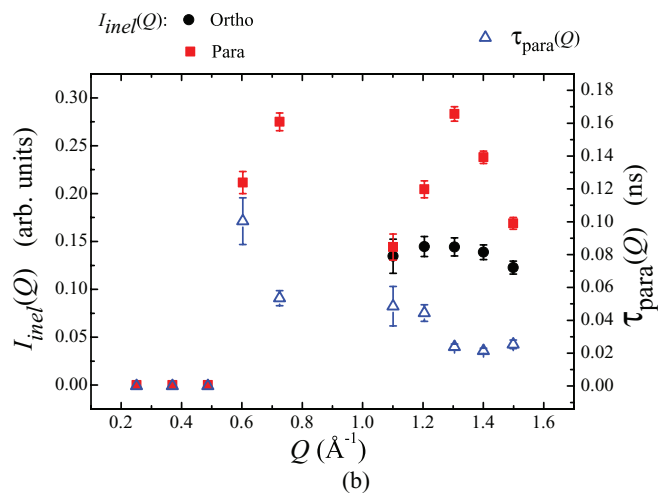 I_inel(Q): ● Ortho
■ Para
△ τ_para(Q)
0.30
0.25
0.20
0.15
0.10
0.05
0.00
I_inel(Q) (arb. units)
0.18
0.16
0.14
0.12
0.10
0.08
0.06
0.04
0.02
0.00
τ_para(Q) (ns)
0.2 0.4 0.6 0.8 1.0 1.2 1.4 1.6
Q (Å⁻¹)
(b)